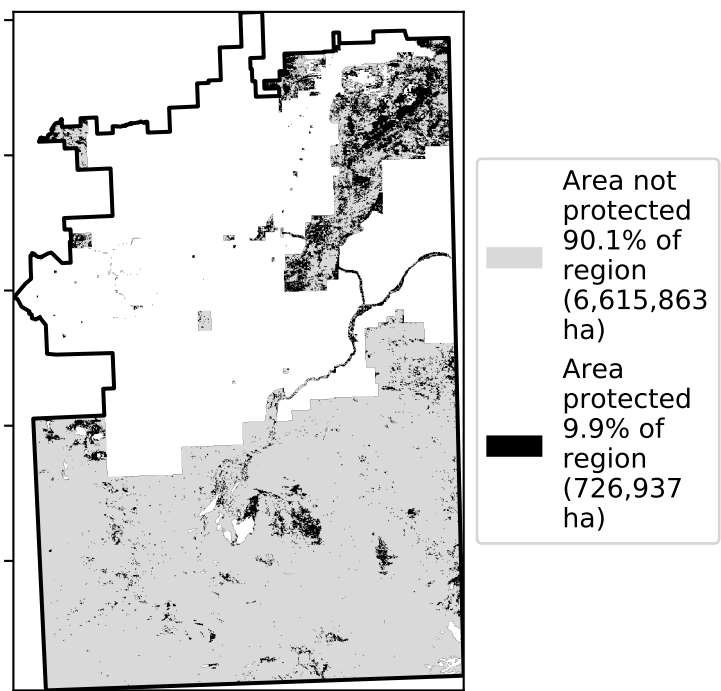 Area not
protected
90.1% of
region
(6,615,863
ha)
Area
protected
9.9% of
region
(726,937
ha)